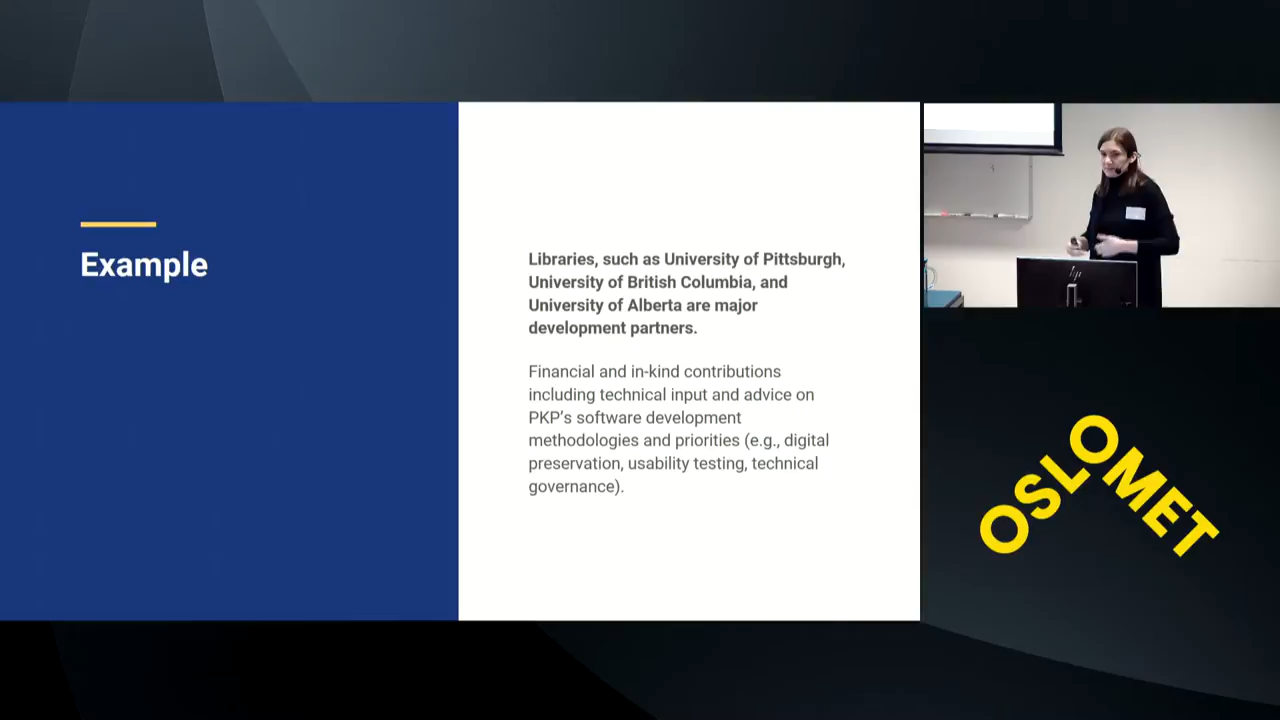 Example
Libraries, such as University of Pittsburgh,
University of British Columbia, and
University of Alberta are major
development partners.
Financial and in-kind contributions
including technical input and advice on
PKP’s software development
methodologies and priorities (e.g., digital
preservation, usability testing, technical
governance).
hp
OSLOMET